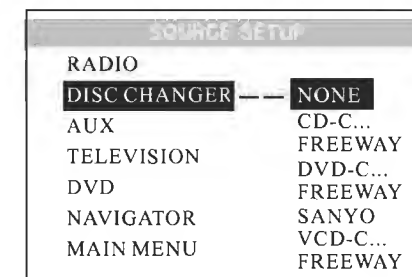 SOURCE SETUP
RADIO
DISC CHANGER — — NONE
AUX
TELEVISION
DVD
NAVIGATOR
MAIN MENU
CD-C...
FREEWAY
DVD-C...
FREEWAY
SANYO
VCD-C...
FREEWAY